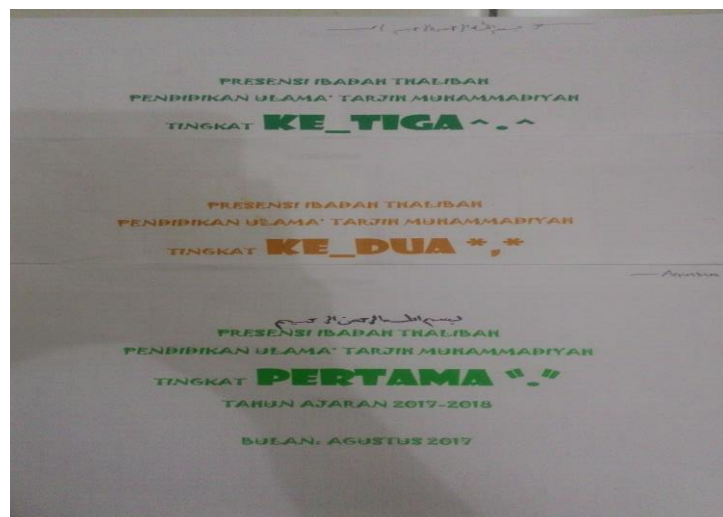 PRESENSI IBADAH THALIBAH
PENDIDIKAN ULAMA' TARJIH MUHAMMADIYAH
TINGKAT KE_TIGA ^.^
PRESENSI IBADAH THALIBAH
PENDIDIKAN ULAMA' TARJIH MUHAMMADIYAH
TINGKAT KE_DUA *,*
— Agustus
بسم الله الرحمن الرحيم
PRESENSI IBADAH THALIBAH
PENDIDIKAN ULAMA' TARJIH MUHAMMADIYAH
TINGKAT PERTAMA "."
TAHUN AJARAN 2017-2018
BULAN: AGUSTUS 2017